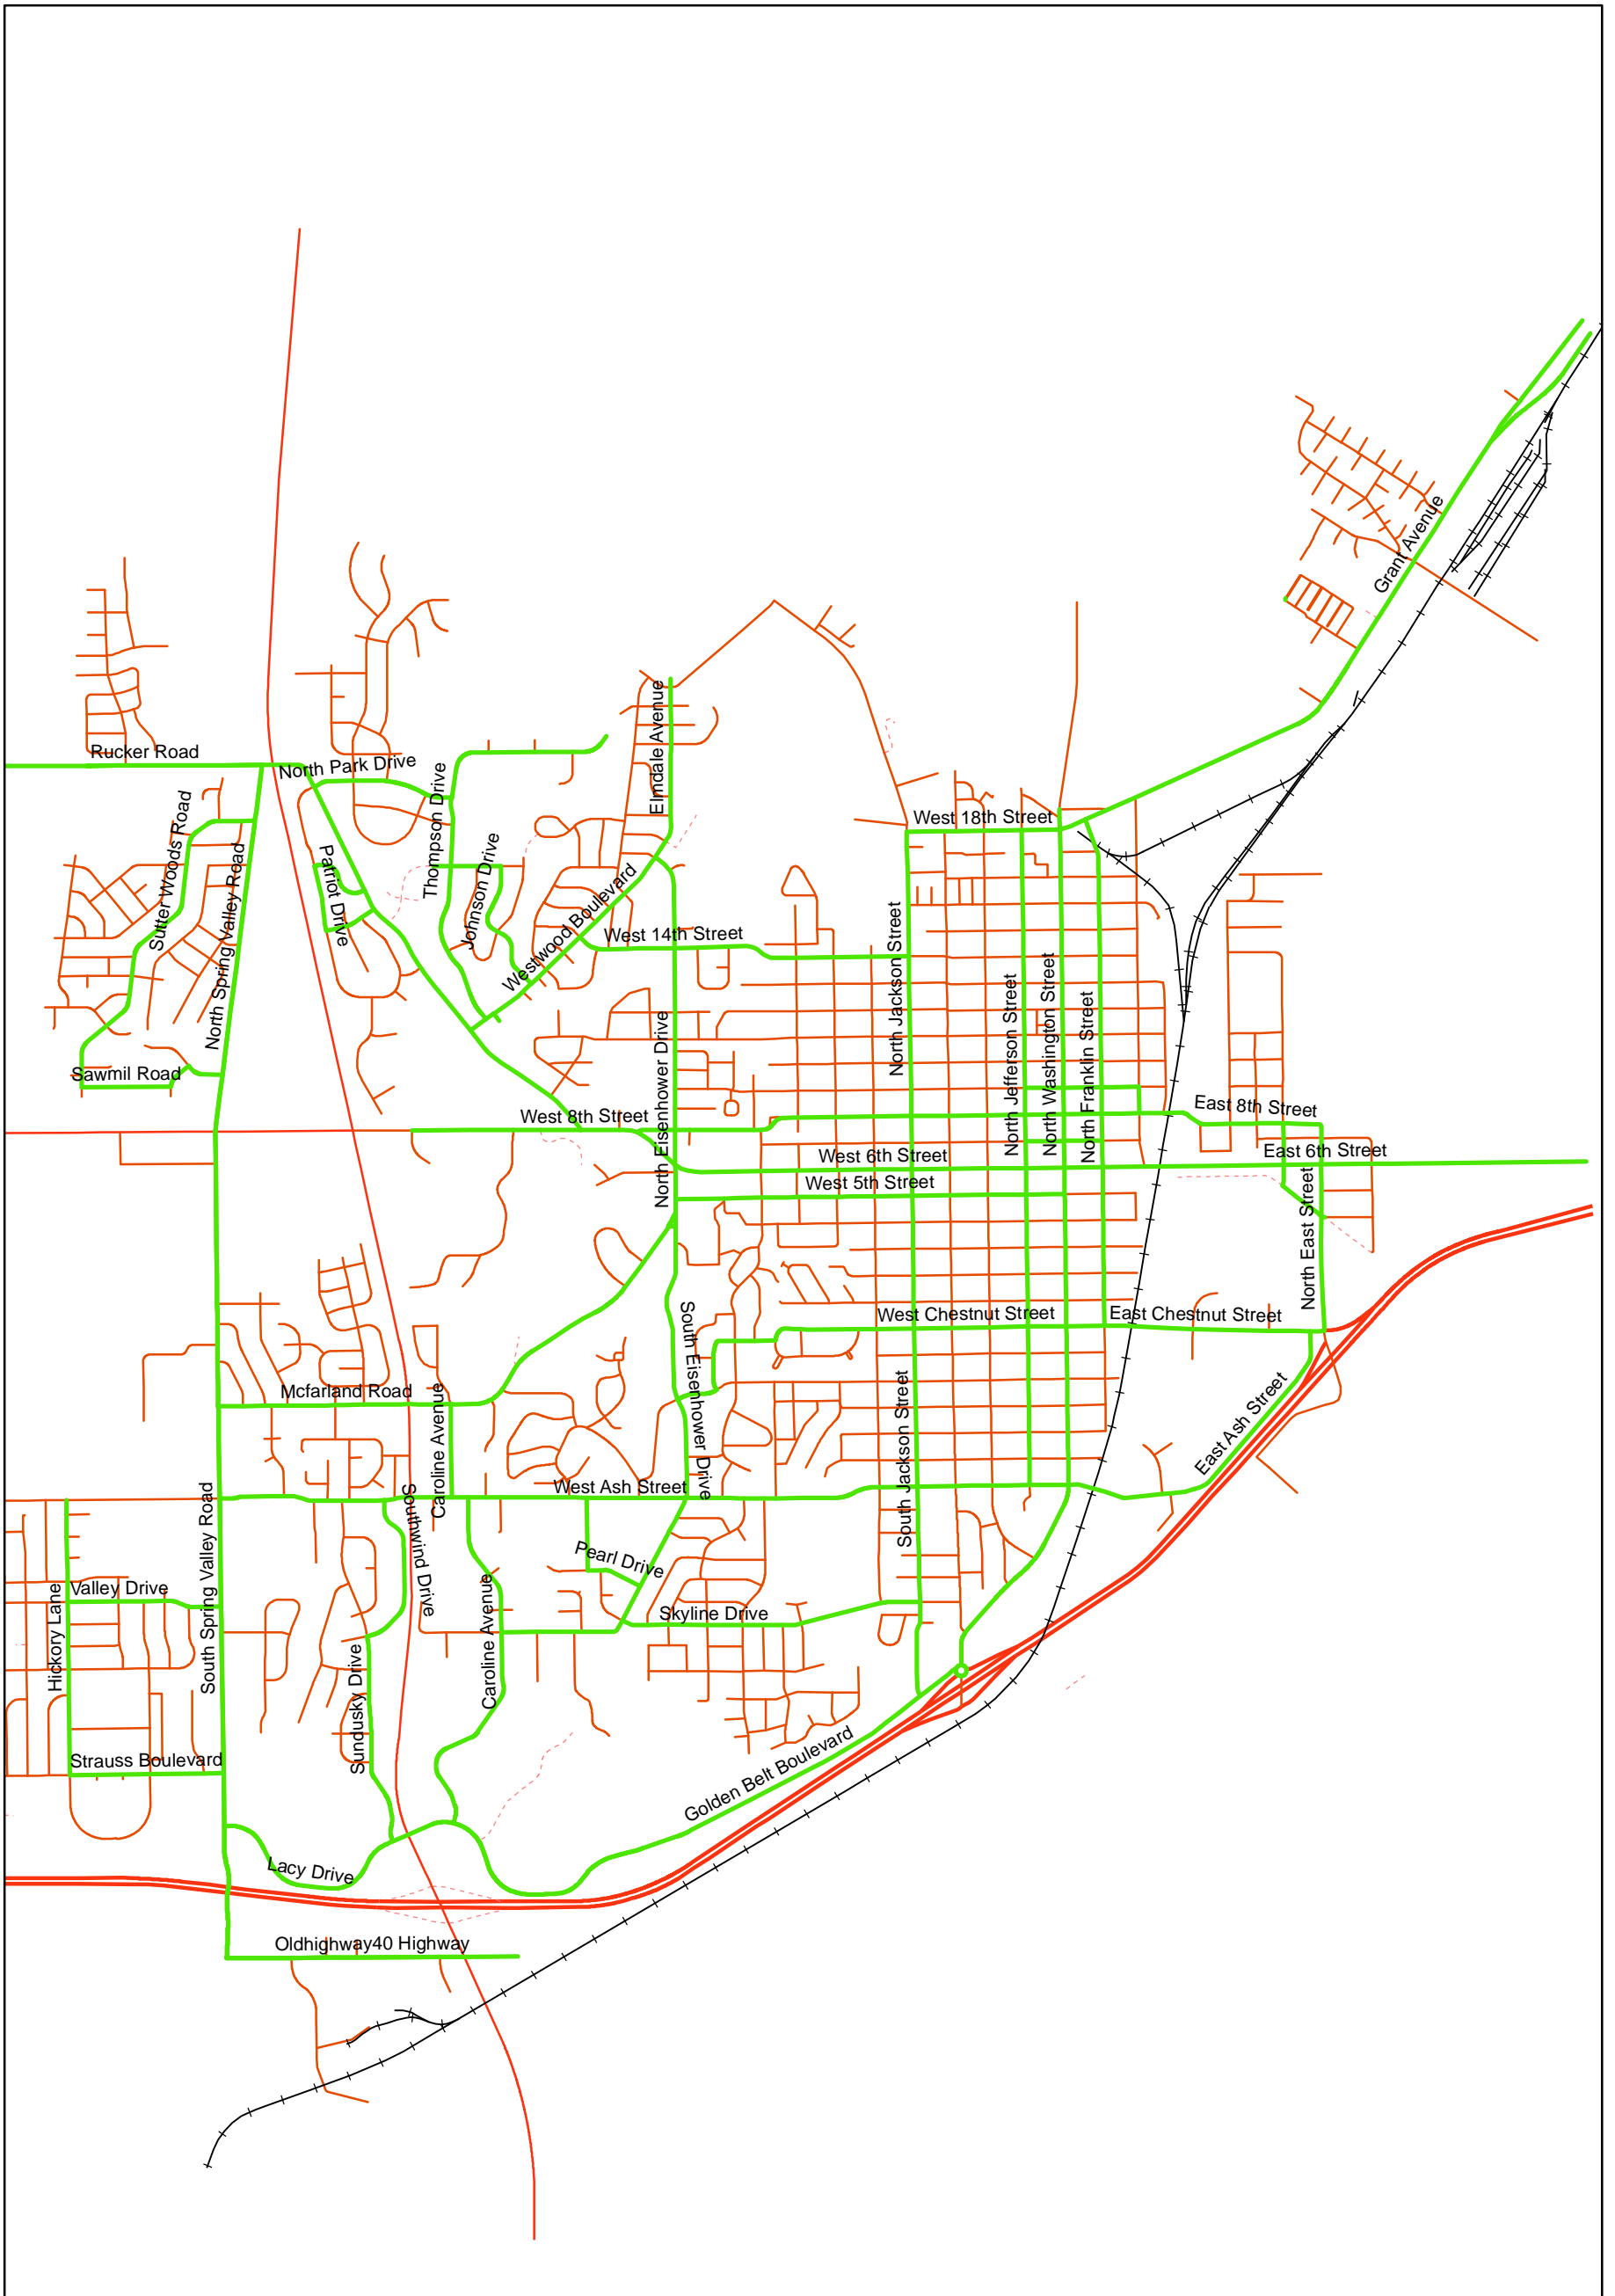 Grant Avenue
Rucker Road
North Park Drive
Elmdale Avenue
Thompson Drive
West 18th Street
Sutter Woods Road
North Spring Valley Road
Patriot Drive
Johnson Drive
Westwood Boulevard
West 14th Street
North Jackson Street
North Jefferson Street
North Washington Street
North Franklin Street
Sawmil Road
North Eisenhower Drive
West 8th Street
East 8th Street
West 6th Street
East 6th Street
West 5th Street
North East Street
West Chestnut Street
East Chestnut Street
South Eisenhower Drive
Mcfarland Road
Caroline Avenue
South Jackson Street
East Ash Street
West Ash Street
Southwind Drive
South Spring Valley Road
Pearl Drive
Valley Drive
Hickory Lane
Skyline Drive
Caroline Avenue
Sundusky Drive
Strauss Boulevard
Golden Belt Boulevard
Lacy Drive
Oldhighway40 Highway